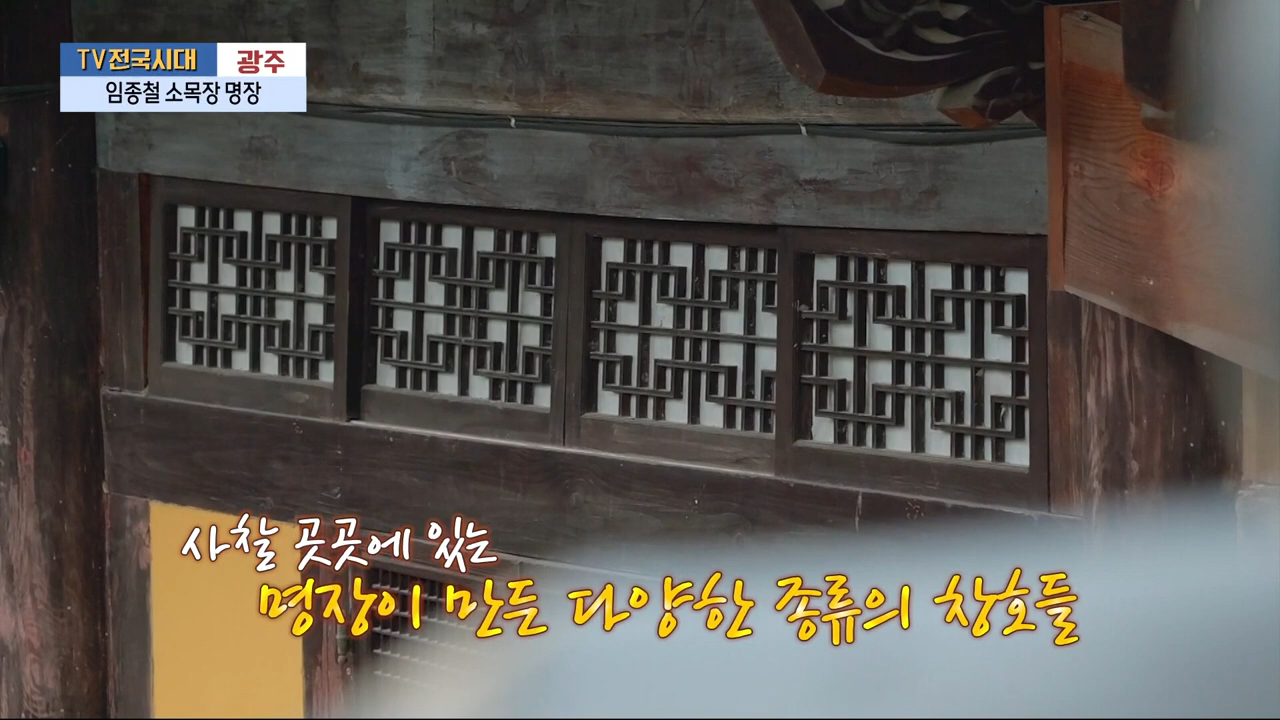 TV전국시대 광주
임종철 소목장 명장
사찰 곳곳에 있는
명장이 만든 다양한 종류의 창호들